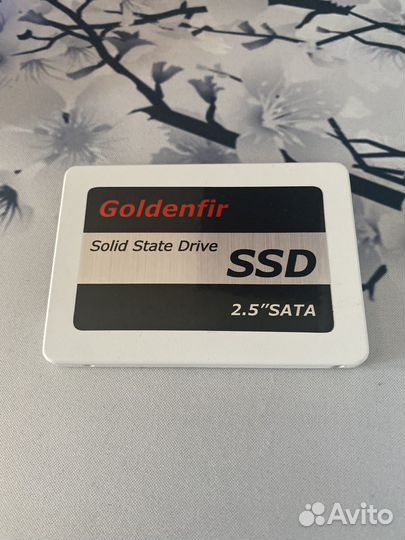 Goldenfir
Solid State Drive
SSD
2.5"SATA
Avito